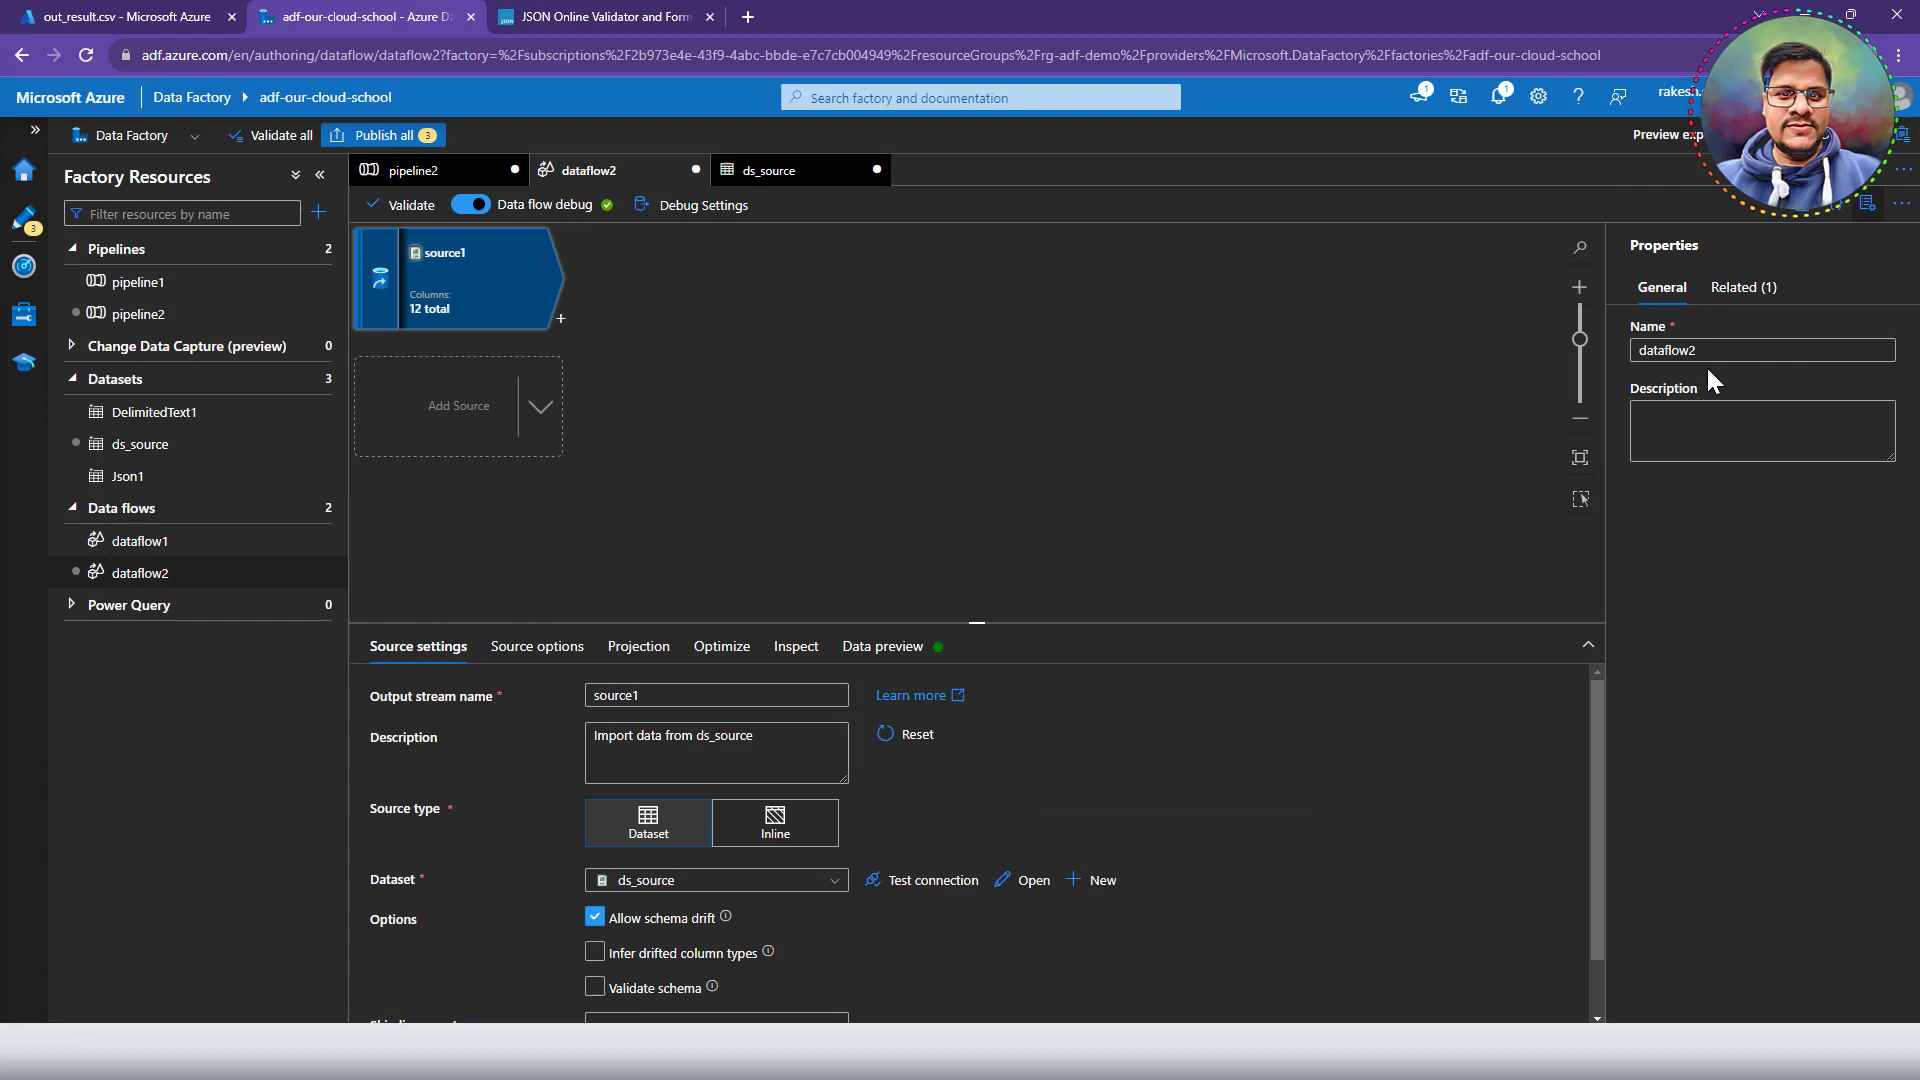 out_result.csv - Microsoft Azure
adf-our-cloud-school - Azure Da
JSON Online Validator and Form
adf.azure.com/en/authoring/dataflow/dataflow2?factory=%2Fsubscriptions%2F2b973e4e-43f9-4abc-bbde-e7c7cb004949%2FresourceGroups%2Frg-adf-demo%2Fproviders%2FMicrosoft.DataFactory%2Ffactories%2Fadf-our-cloud-school
Microsoft Azure
Data Factory
adf-our-cloud-school
Search factory and documentation
1
1
rakesh.
Data Factory
Validate all
Publish all 3
Preview exp
Factory Resources
Filter resources by name
3
Pipelines 2
pipeline1
pipeline2
Change Data Capture (preview) 0
Datasets 3
DelimitedText1
ds_source
Json1
Data flows 2
dataflow1
dataflow2
Power Query 0
pipeline2
dataflow2
ds_source
Validate
Data flow debug
Debug Settings
source1
Columns:
12 total
Add Source
Properties
General
Related (1)
Name *
dataflow2
Description
Source settings
Source options
Projection
Optimize
Inspect
Data preview
Output stream name *
source1
Learn more
Description
Import data from ds_source
Reset
Source type *
Dataset
Inline
Dataset *
ds_source
Test connection
Open
New
Options
Allow schema drift
Infer drifted column types
Validate schema